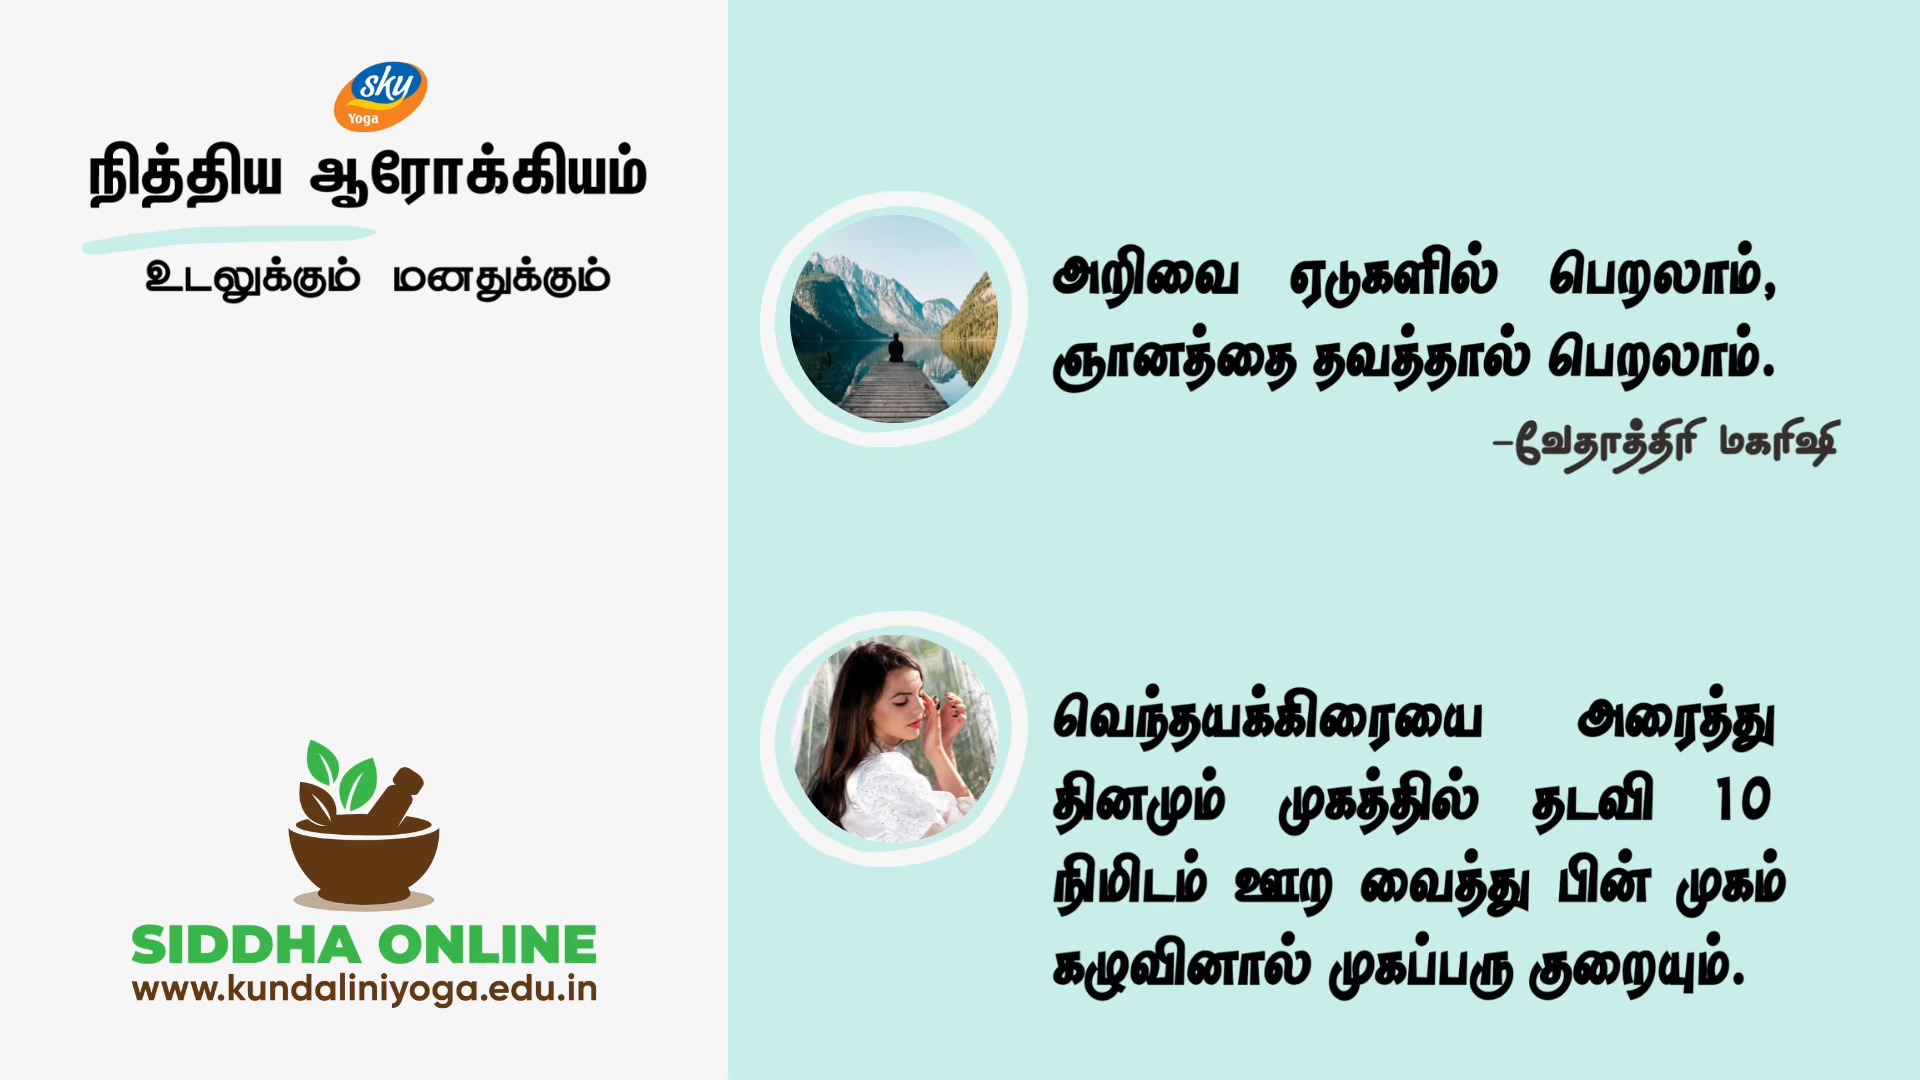 sky
Yoga
நித்திய ஆரோக்கியம்
உடலுக்கும் மனதுக்கும்
அறிவை ஏடுகளில் பெறலாம்,
ஞானத்தை தவத்தால் பெறலாம்.
-வேதாத்திரி மகரிஷி
வெந்தயக்கிரையை அரைத்து
தினமும் முகத்தில் தடவி 10
நிமிடம் ஊற வைத்து பின் முகம்
கழுவினால் முகப்பரு குறையும்.
SIDDHA ONLINE
www.kundaliniyoga.edu.in